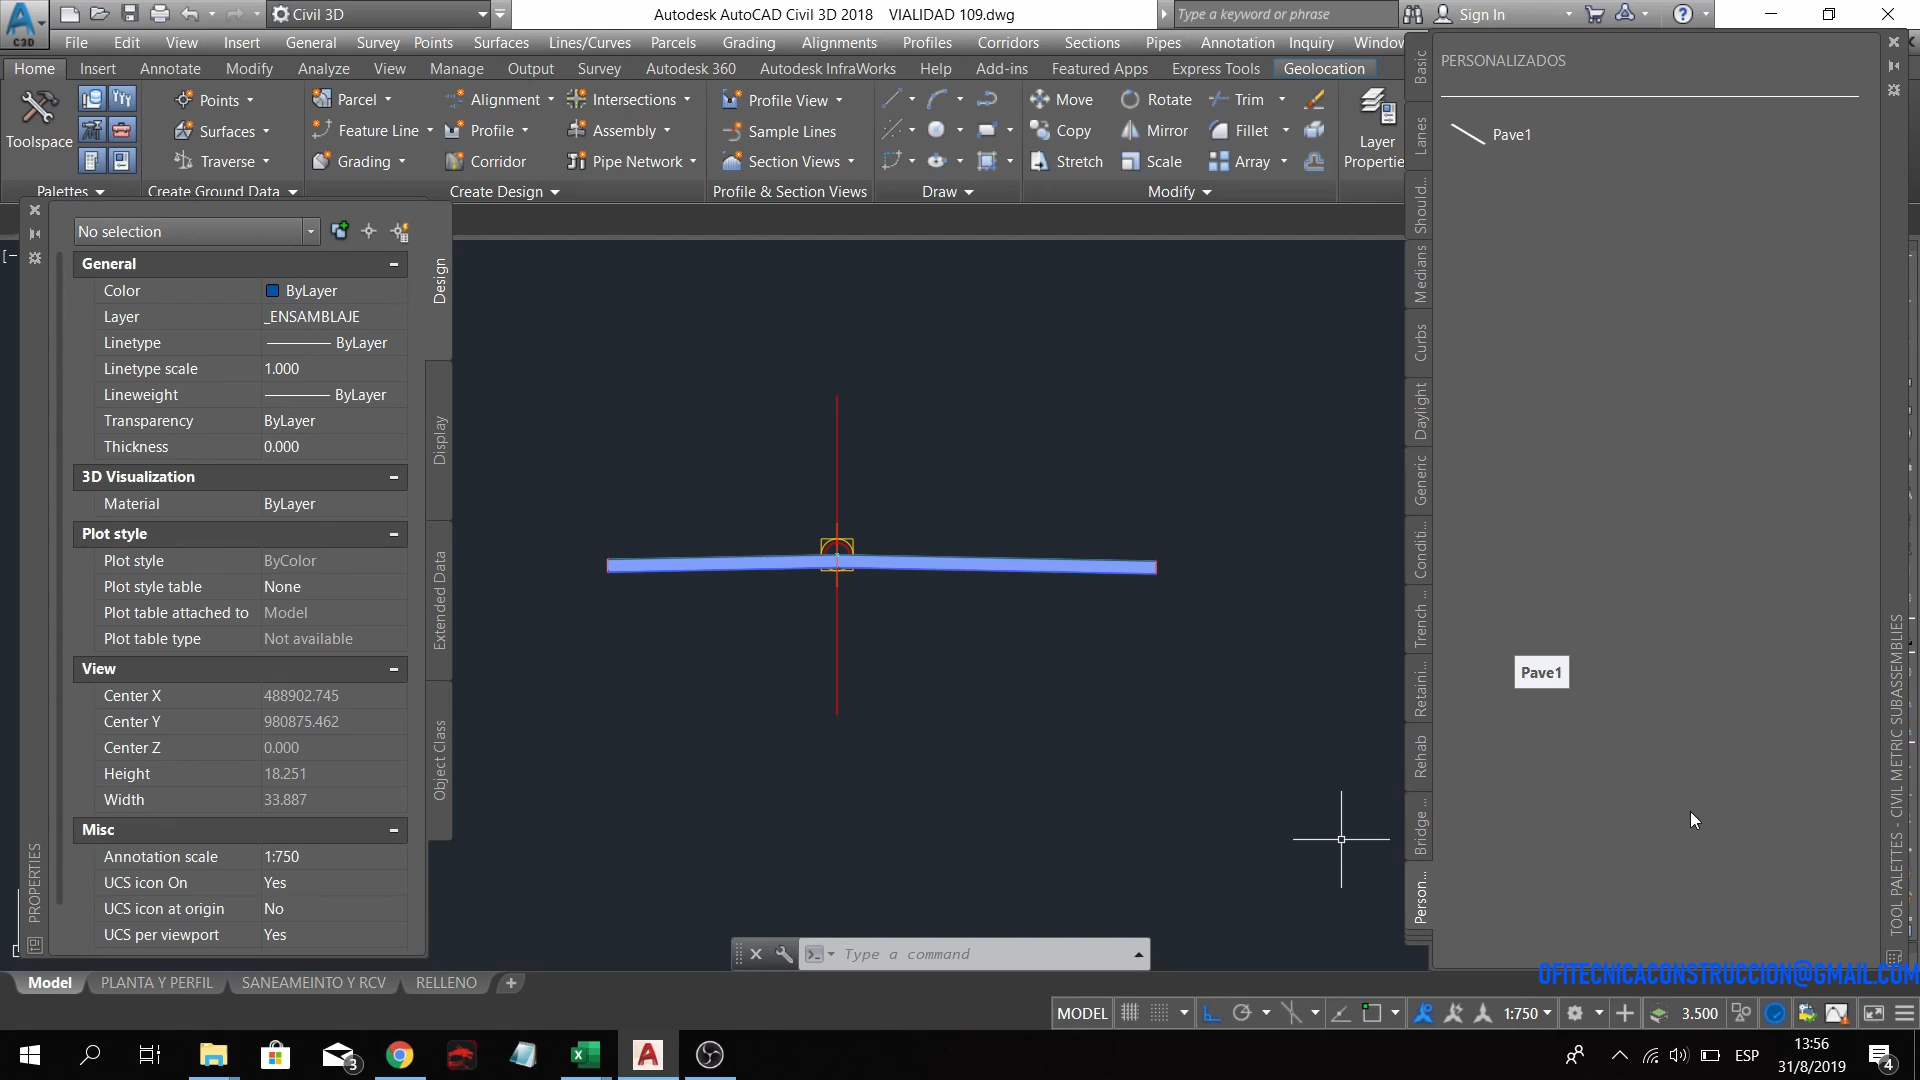 Civil 3D
Autodesk AutoCAD Civil 3D 2018 VIALIDAD 109.dwg
Type a keyword or phrase
Sign In
C3D
File Edit View Insert General Survey Points Surfaces Lines/Curves Parcels Grading Alignments Profiles Corridors Sections Pipes Annotation Inquiry Window
Home Insert Annotate Modify Analyze View Manage Output Survey Autodesk 360 Autodesk InfraWorks Help Add-ins Featured Apps Express Tools Geolocation
Points Parcel Alignment Intersections Profile View Move Rotate Trim
Toolspace Surfaces Feature Line Profile Assembly Sample Lines Copy Mirror Fillet Layer
Traverse Grading Corridor Pipe Network Section Views Stretch Scale Array Properties
Palettes Create Ground Data Create Design Profile & Section Views Draw Modify
No selection
General
Color ByLayer
Layer _ENSAMBLAJE
Linetype ByLayer
Linetype scale 1.000
Lineweight ByLayer
Transparency ByLayer
Thickness 0.000
3D Visualization
Material ByLayer
Plot style
Plot style ByColor
Plot style table None
Plot table attached to Model
Plot table type Not available
View
Center X 488902.745
Center Y 980875.462
Center Z 0.000
Height 18.251
Width 33.887
Misc
Annotation scale 1:750
UCS icon On Yes
UCS icon at origin No
UCS per viewport Yes
PROPERTIES
Design
Display
Extended Data
Object Class
Type a command
Basic
Lanes
Should...
Medians
Curbs
Daylight
Generic
Conditi...
Trench ...
Retaini...
Rehab
Bridge ...
Person...
PERSONALIZADOS
Pave1
Pave1
TOOL PALETTES - CIVIL METRIC SUBASSEMBLIES
OFITECNICACONSTRUCCION@GMAIL.COM
Model PLANTA Y PERFIL SANEAMEINTO Y RCV RELLENO
MODEL 1:750 3.500
3
ESP
13:56
31/8/2019
4